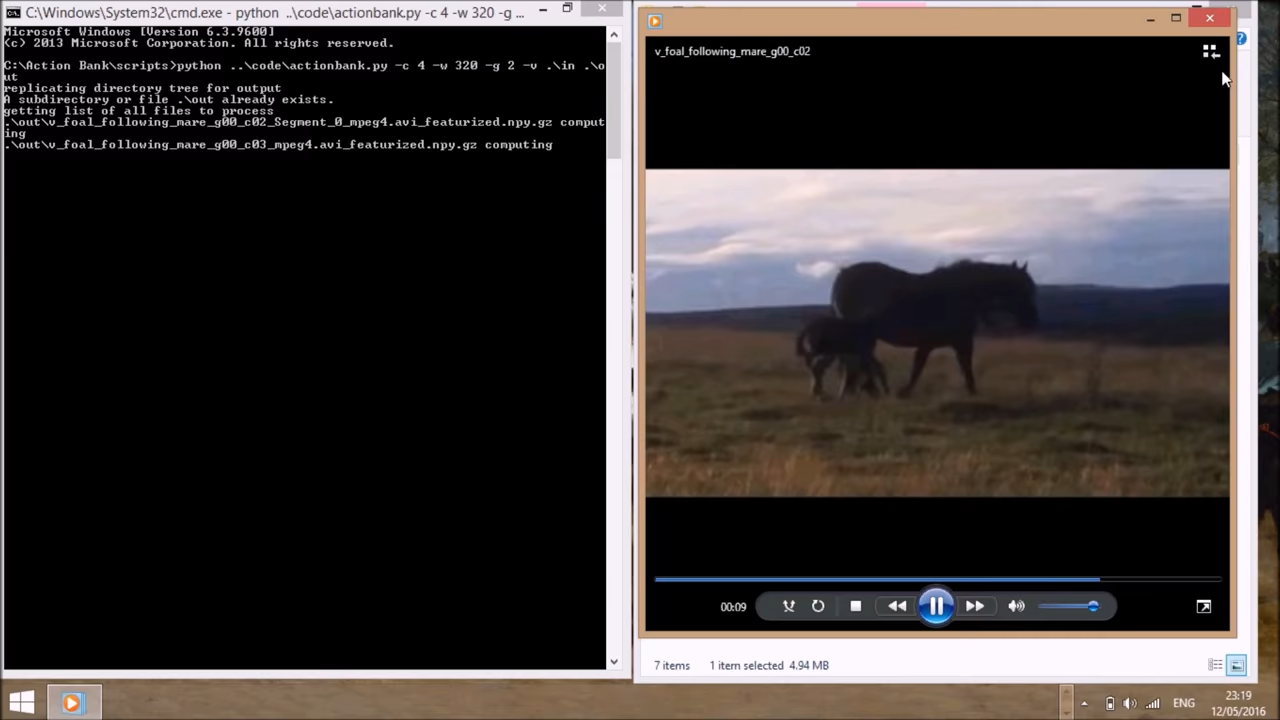 C:\Windows\System32\cmd.exe - python ..\code\actionbank.py -c 4 -w 320 -g ...
Microsoft Windows [Version 6.3.9600]
(c) 2013 Microsoft Corporation. All rights reserved.
C:\Action Bank\scripts>python ..\code\actionbank.py -c 4 -w 320 -g 2 -v .\in .\o
ut
replicating directory tree for output
A subdirectory or file .\out already exists.
getting list of all files to process
.\out\v_foal_following_mare_g00_c02_Segment_0_mpeg4.avi_featurized.npy.gz comput
ing
.\out\v_foal_following_mare_g00_c03_mpeg4.avi_featurized.npy.gz computing
v_foal_following_mare_g00_c02
00:09
7 items 1 item selected 4.94 MB
ENG
23:19
12/05/2016